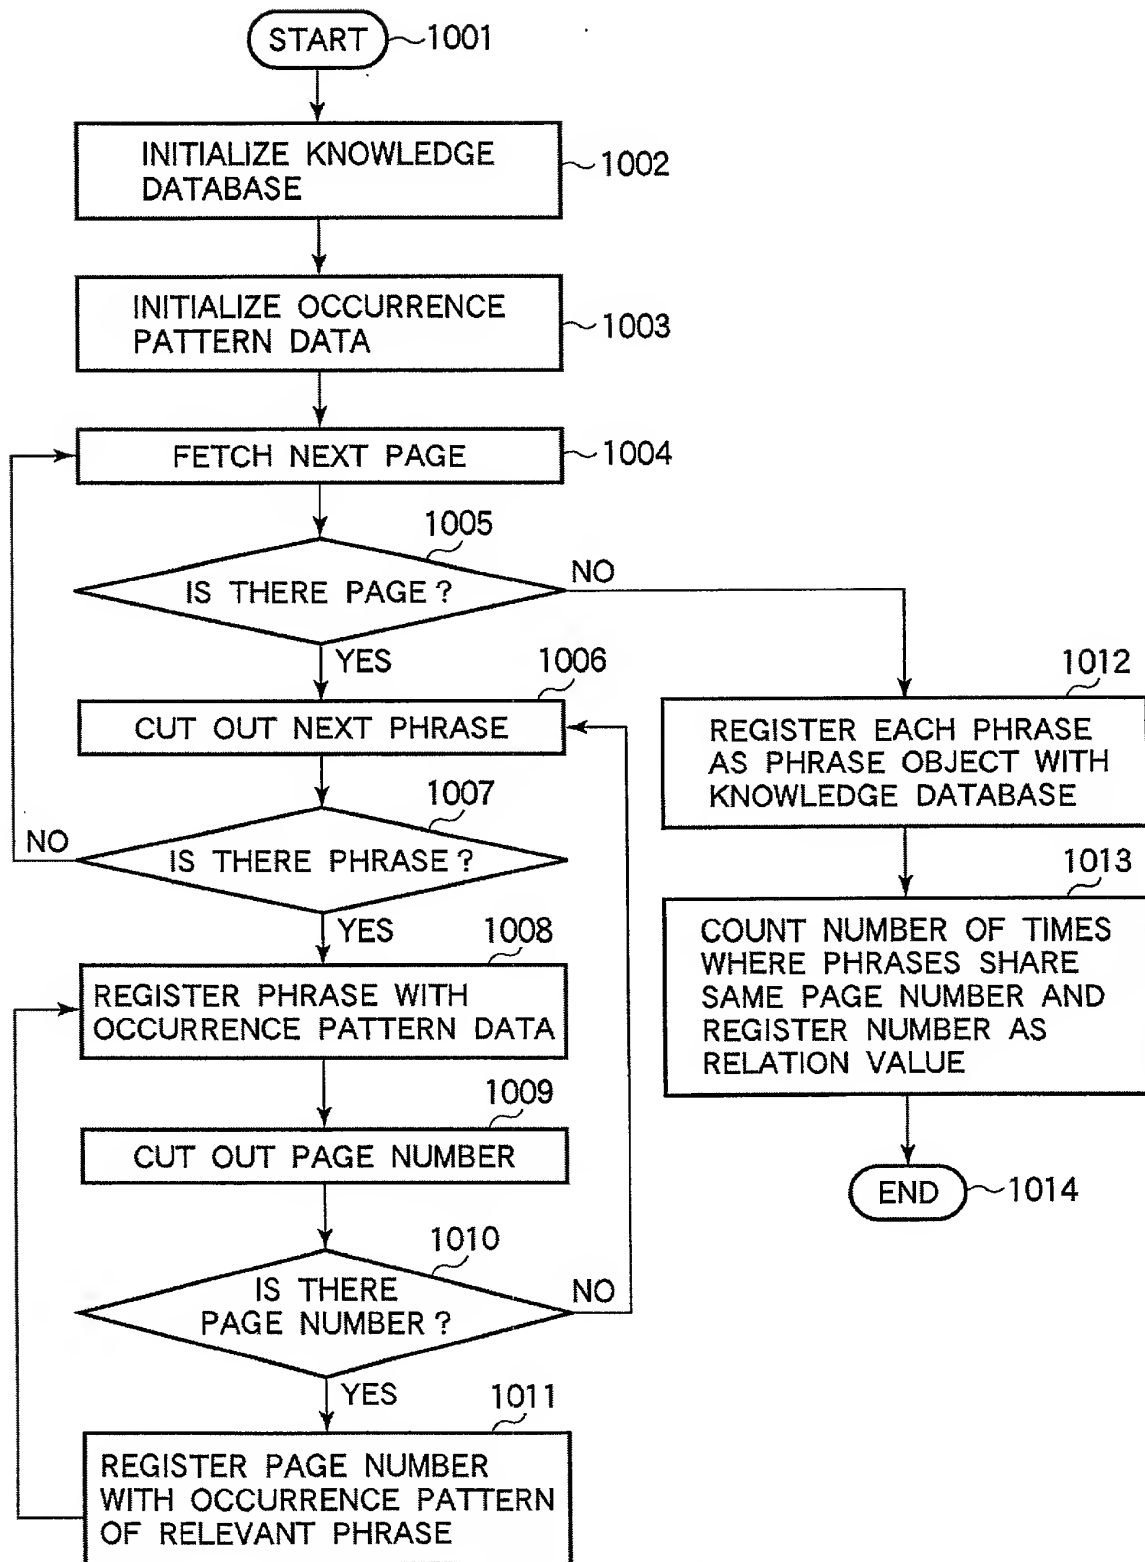 START
1001
INITIALIZE KNOWLEDGE
DATABASE
1002
INITIALIZE OCCURRENCE
PATTERN DATA
1003
FETCH NEXT PAGE
1004
1005
IS THERE PAGE ?
NO
YES
1006
CUT OUT NEXT PHRASE
1007
NO
IS THERE PHRASE ?
YES
1008
REGISTER PHRASE WITH
OCCURRENCE PATTERN DATA
1009
CUT OUT PAGE NUMBER
1010
IS THERE
PAGE NUMBER ?
NO
YES
1011
REGISTER PAGE NUMBER
WITH OCCURRENCE PATTERN
OF RELEVANT PHRASE
1012
REGISTER EACH PHRASE
AS PHRASE OBJECT WITH
KNOWLEDGE DATABASE
1013
COUNT NUMBER OF TIMES
WHERE PHRASES SHARE
SAME PAGE NUMBER AND
REGISTER NUMBER AS
RELATION VALUE
END
1014